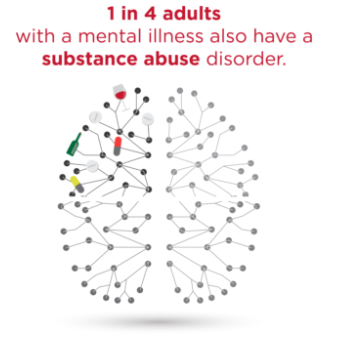 1 in 4 adults
with a mental illness also have a
substance abuse disorder.